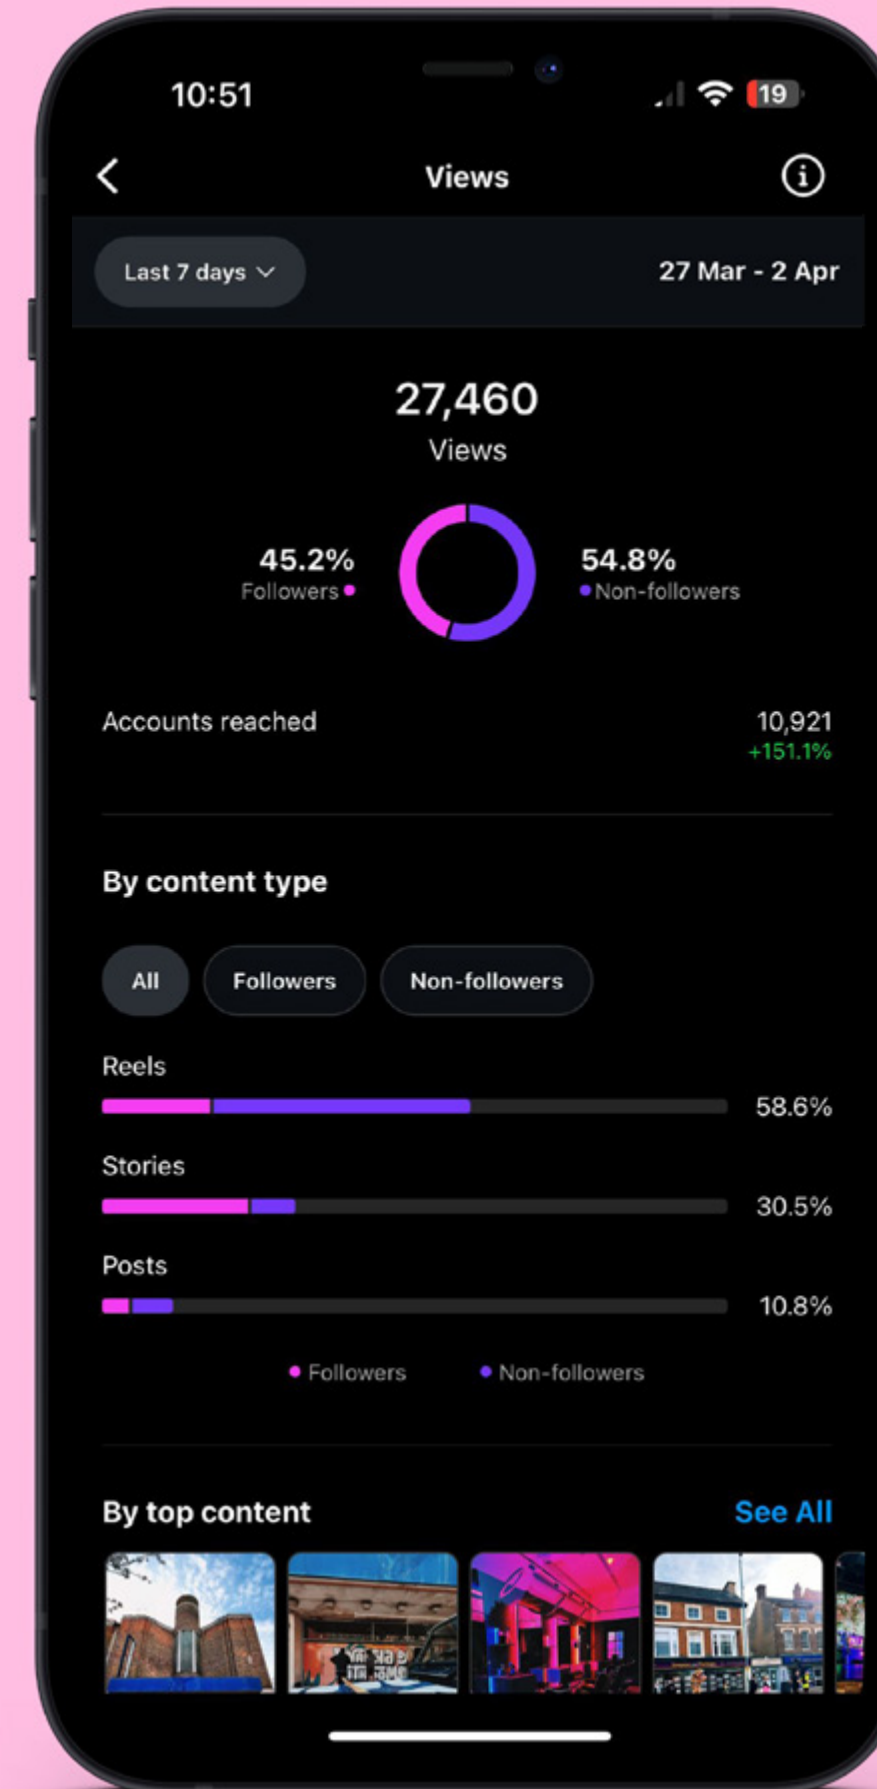 10:51
19
Views
Last 7 days
27 Mar - 2 Apr
27,460
Views
45.2%
Followers
54.8%
Non-followers
Accounts reached
10,921
+151.1%
By content type
All
Followers
Non-followers
Reels
58.6%
Stories
30.5%
Posts
10.8%
Followers
Non-followers
By top content
See All